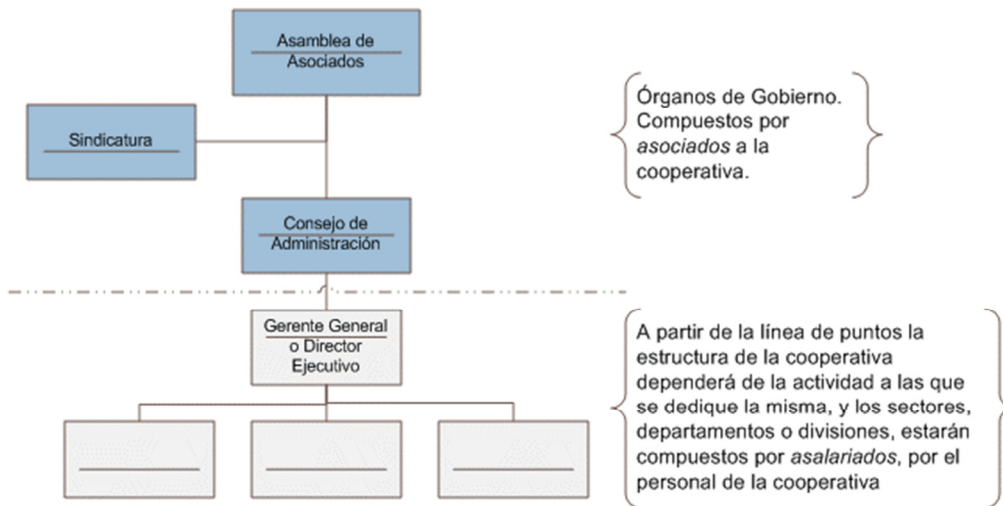 Asamblea de
Asociados
Sindicatura
Órganos de Gobierno.
Compuestos por
asociados a la
cooperativa.
Consejo de
Administración
Gerente General
o Director
Ejecutivo
A partir de la línea de puntos la
estructura de la cooperativa
dependerá de la actividad a las que
se dedique la misma, y los sectores,
departamentos o divisiones, estarán
compuestos por asalariados, por el
personal de la cooperativa